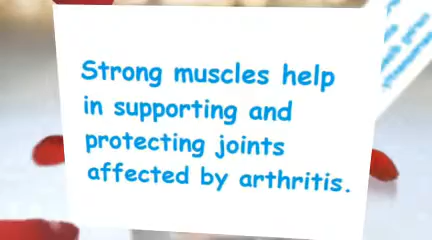 Strong muscles help
in supporting and
protecting joints
affected by arthritis.